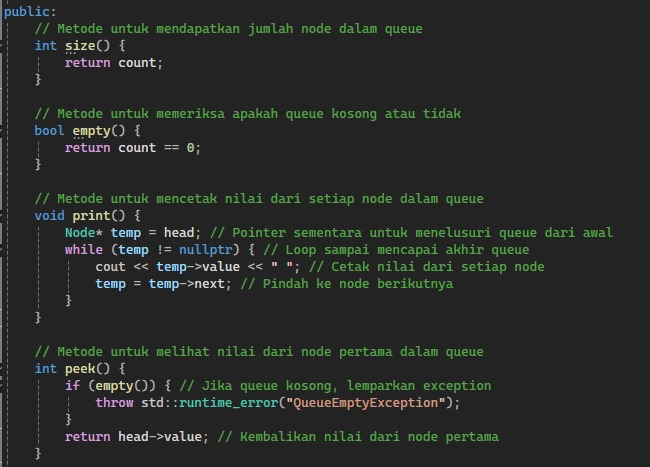 public:
// Metode untuk mendapatkan jumlah node dalam queue
int size() {
return count;
}
// Metode untuk memeriksa apakah queue kosong atau tidak
bool empty() {
return count == 0;
}
// Metode untuk mencetak nilai dari setiap node dalam queue
void print() {
Node* temp = head; // Pointer sementara untuk menelusuri queue dari awal
while (temp != nullptr) { // Loop sampai mencapai akhir queue
cout << temp->value << " "; // Cetak nilai dari setiap node
temp = temp->next; // Pindah ke node berikutnya
}
}
// Metode untuk melihat nilai dari node pertama dalam queue
int peek() {
if (empty()) { // Jika queue kosong, lemparkan exception
throw std::runtime_error("QueueEmptyException");
}
return head->value; // Kembalikan nilai dari node pertama
}